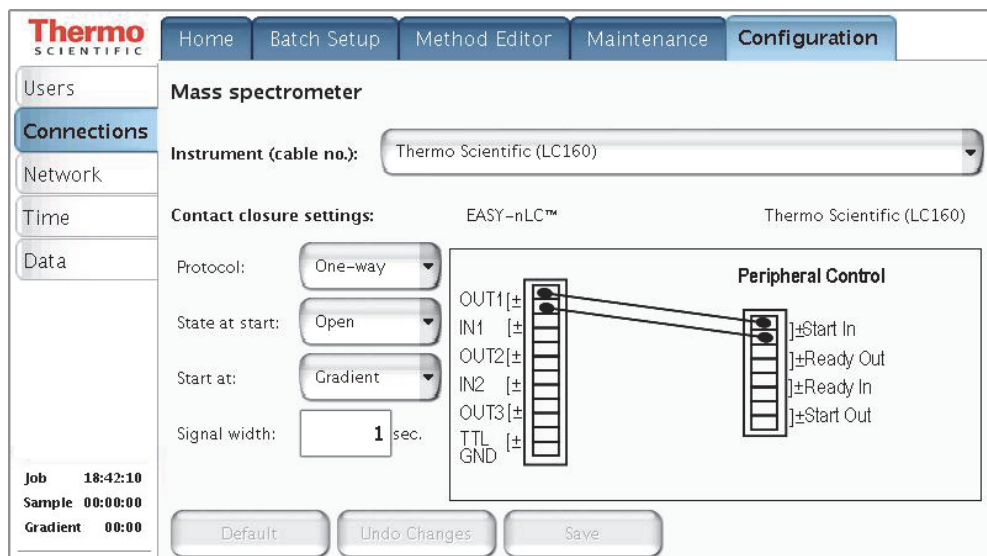 Thermo
SCIENTIFIC
Home
Batch Setup
Method Editor
Maintenance
Configuration
Users
Connections
Network
Time
Data
Mass spectrometer
Instrument (cable no.): Thermo Scientific (LC160)
Contact closure settings:
EASY-nLC™
Thermo Scientific (LC160)
Protocol: One-way
State at start: Open
Start at: Gradient
Signal width: 1 sec.
OUT1[±
IN1 [±
OUT2[±
IN2 [±
OUT3[±
TTL [±
GND
Peripheral Control
]±Start In
]±Ready Out
]±Ready In
]±Start Out
Job 18:42:10
Sample 00:00:00
Gradient 00:00
Default
Undo Changes
Save